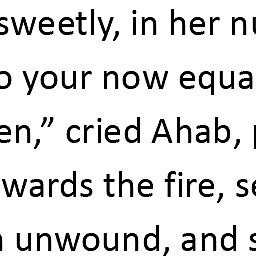 sweetly, in her nu
o your now equa
en,” cried Ahab, p
wards the fire, se
n unwound, and s